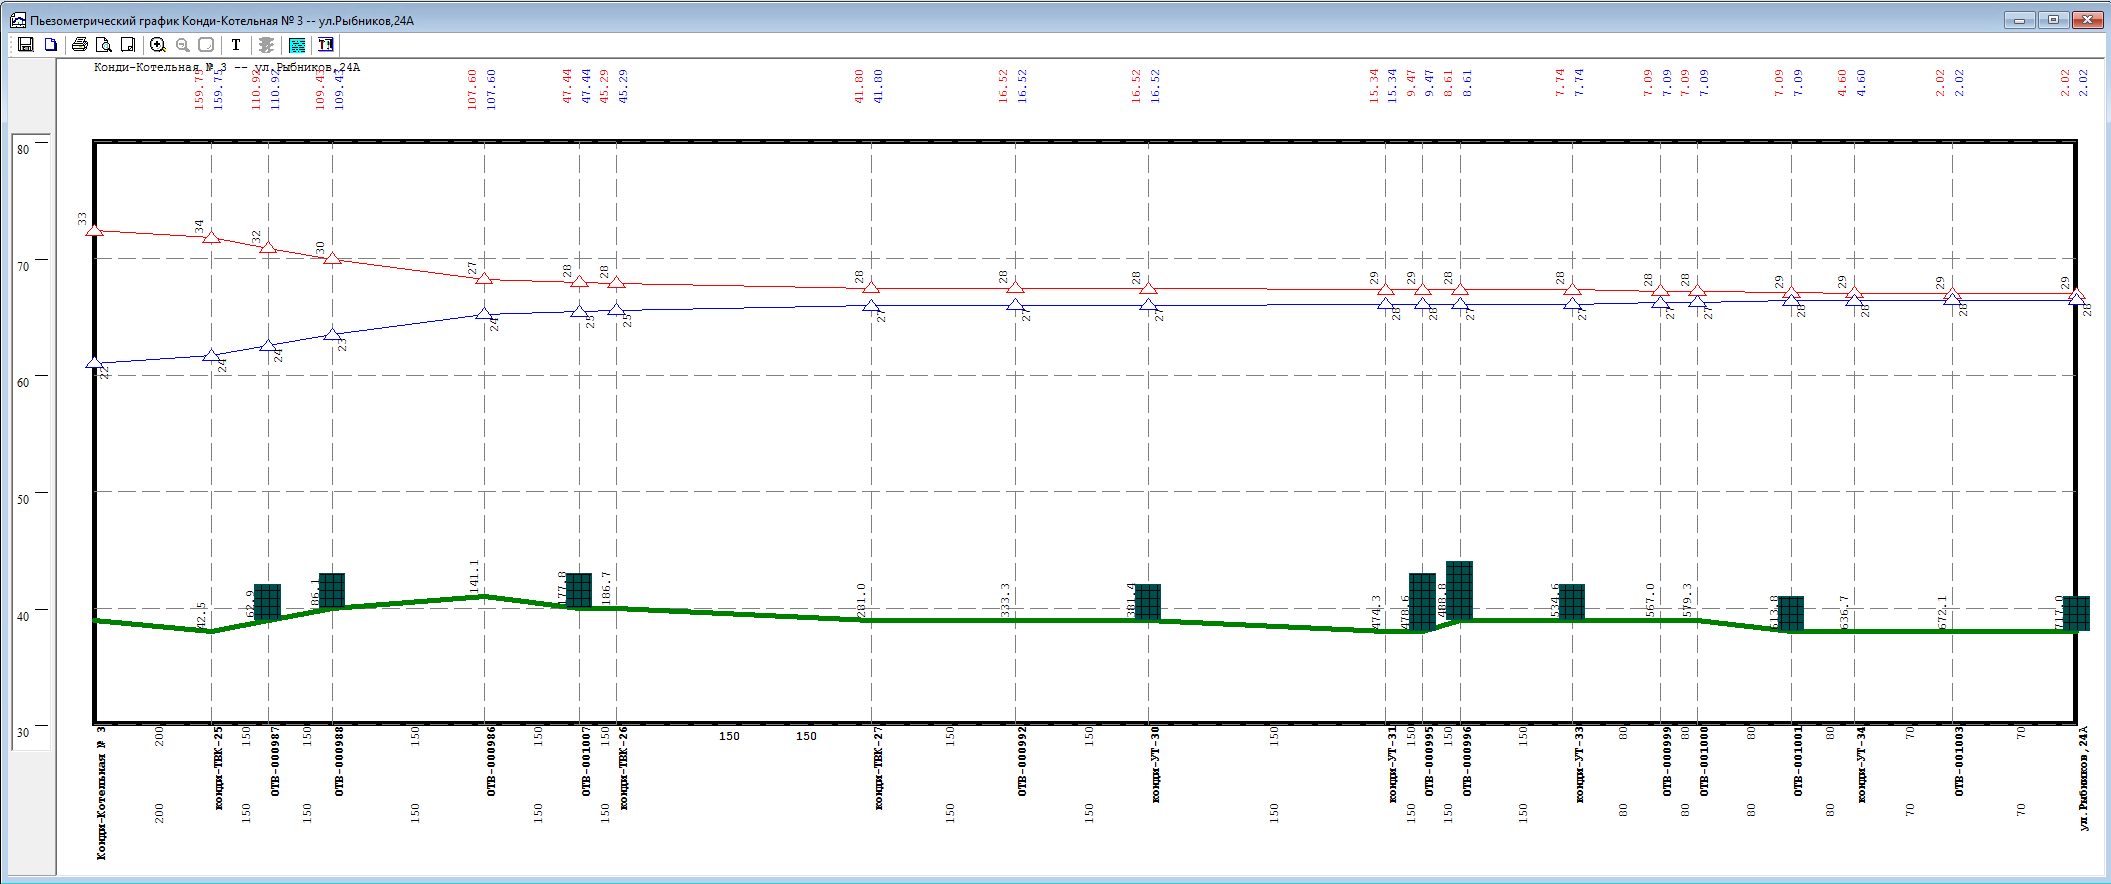 Пьезометрический график Конди-Котельная № 3 -- ул.Рыбников,24А
T
Конди-Котельная № 3 -- ул.Рыбников,24А
159.75 159.75 110.92 110.92 109.43 109.43 107.60 107.60 47.44 47.44 45.29 45.29 41.80 41.80 16.52 16.52 16.52 16.52 15.34 15.34 9.47 9.47 8.61 8.61 7.74 7.74 7.09 7.09 7.09 7.09 7.09 7.09 4.60 4.60 2.02 2.02 2.02 2.02
80
70
60
50
40
30
33 34 32 30 27 28 28 28 28 28 29 29 28 28 28 28 29 29 29 29
22 24 24 23 24 25 25 27 27 27 28 28 27 27 27 27 28 28 28 28
42.5 62.9 86.1 141.1 177.8 186.7 281.0 333.3 381.4 474.3 478.6 488.8 534.6 567.0 579.3 613.8 636.7 672.1 717.0
200 150 150 150 150 150 150 150 150 150 150 150 150 150 80 80 80 80 70 70
Конди-Котельная № 3 конди-ТВК-25 ОТВ-000987 ОТВ-000988 ОТВ-000986 ОТВ-001007 конди-ТВК-26 конди-ТВК-27 ОТВ-000992 конди-УТ-30 конди-УТ-31 ОТВ-000995 ОТВ-000996 конди-УТ-33 ОТВ-000999 ОТВ-001000 ОТВ-001001 конди-УТ-34 ОТВ-001003 ул.Рыбников,24А
200 150 150 150 150 150 150 150 150 150 150 150 80 80 80 80 70 70